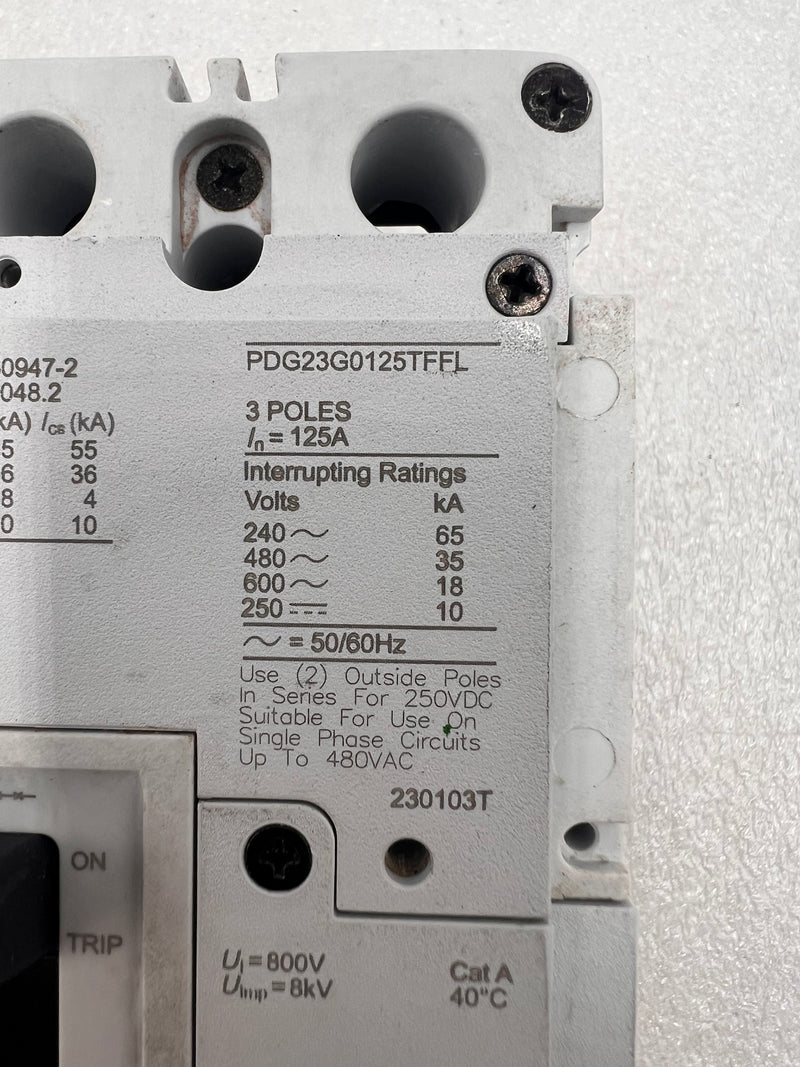 0947-2
048.2
kA) Ics (kA)
5 55
6 36
8 4
0 10
PDG23G0125TFFL
3 POLES
In = 125A
Interrupting Ratings
Volts kA
240 ～ 65
480 ～ 35
600 ～ 18
250 ⎓ 10
～ = 50/60Hz
Use (2) Outside Poles
In Series For 250VDC
Suitable For Use On
Single Phase Circuits
Up To 480VAC
230103T
ON
TRIP
Ui = 800V
Uimp = 8kV
Cat A
40°C